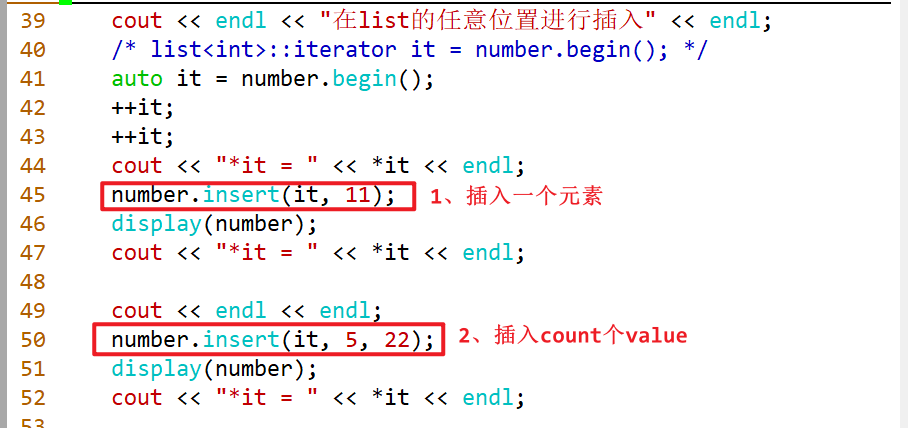 39 cout << endl << "在list的任意位置进行插入" << endl;
40 /* list<int>::iterator it = number.begin(); */
41 auto it = number.begin();
42 ++it;
43 ++it;
44 cout << "*it = " << *it << endl;
45 number.insert(it, 11); 1、插入一个元素
46 display(number);
47 cout << "*it = " << *it << endl;
48
49 cout << endl << endl;
50 number.insert(it, 5, 22); 2、插入count个value
51 display(number);
52 cout << "*it = " << *it << endl;
53